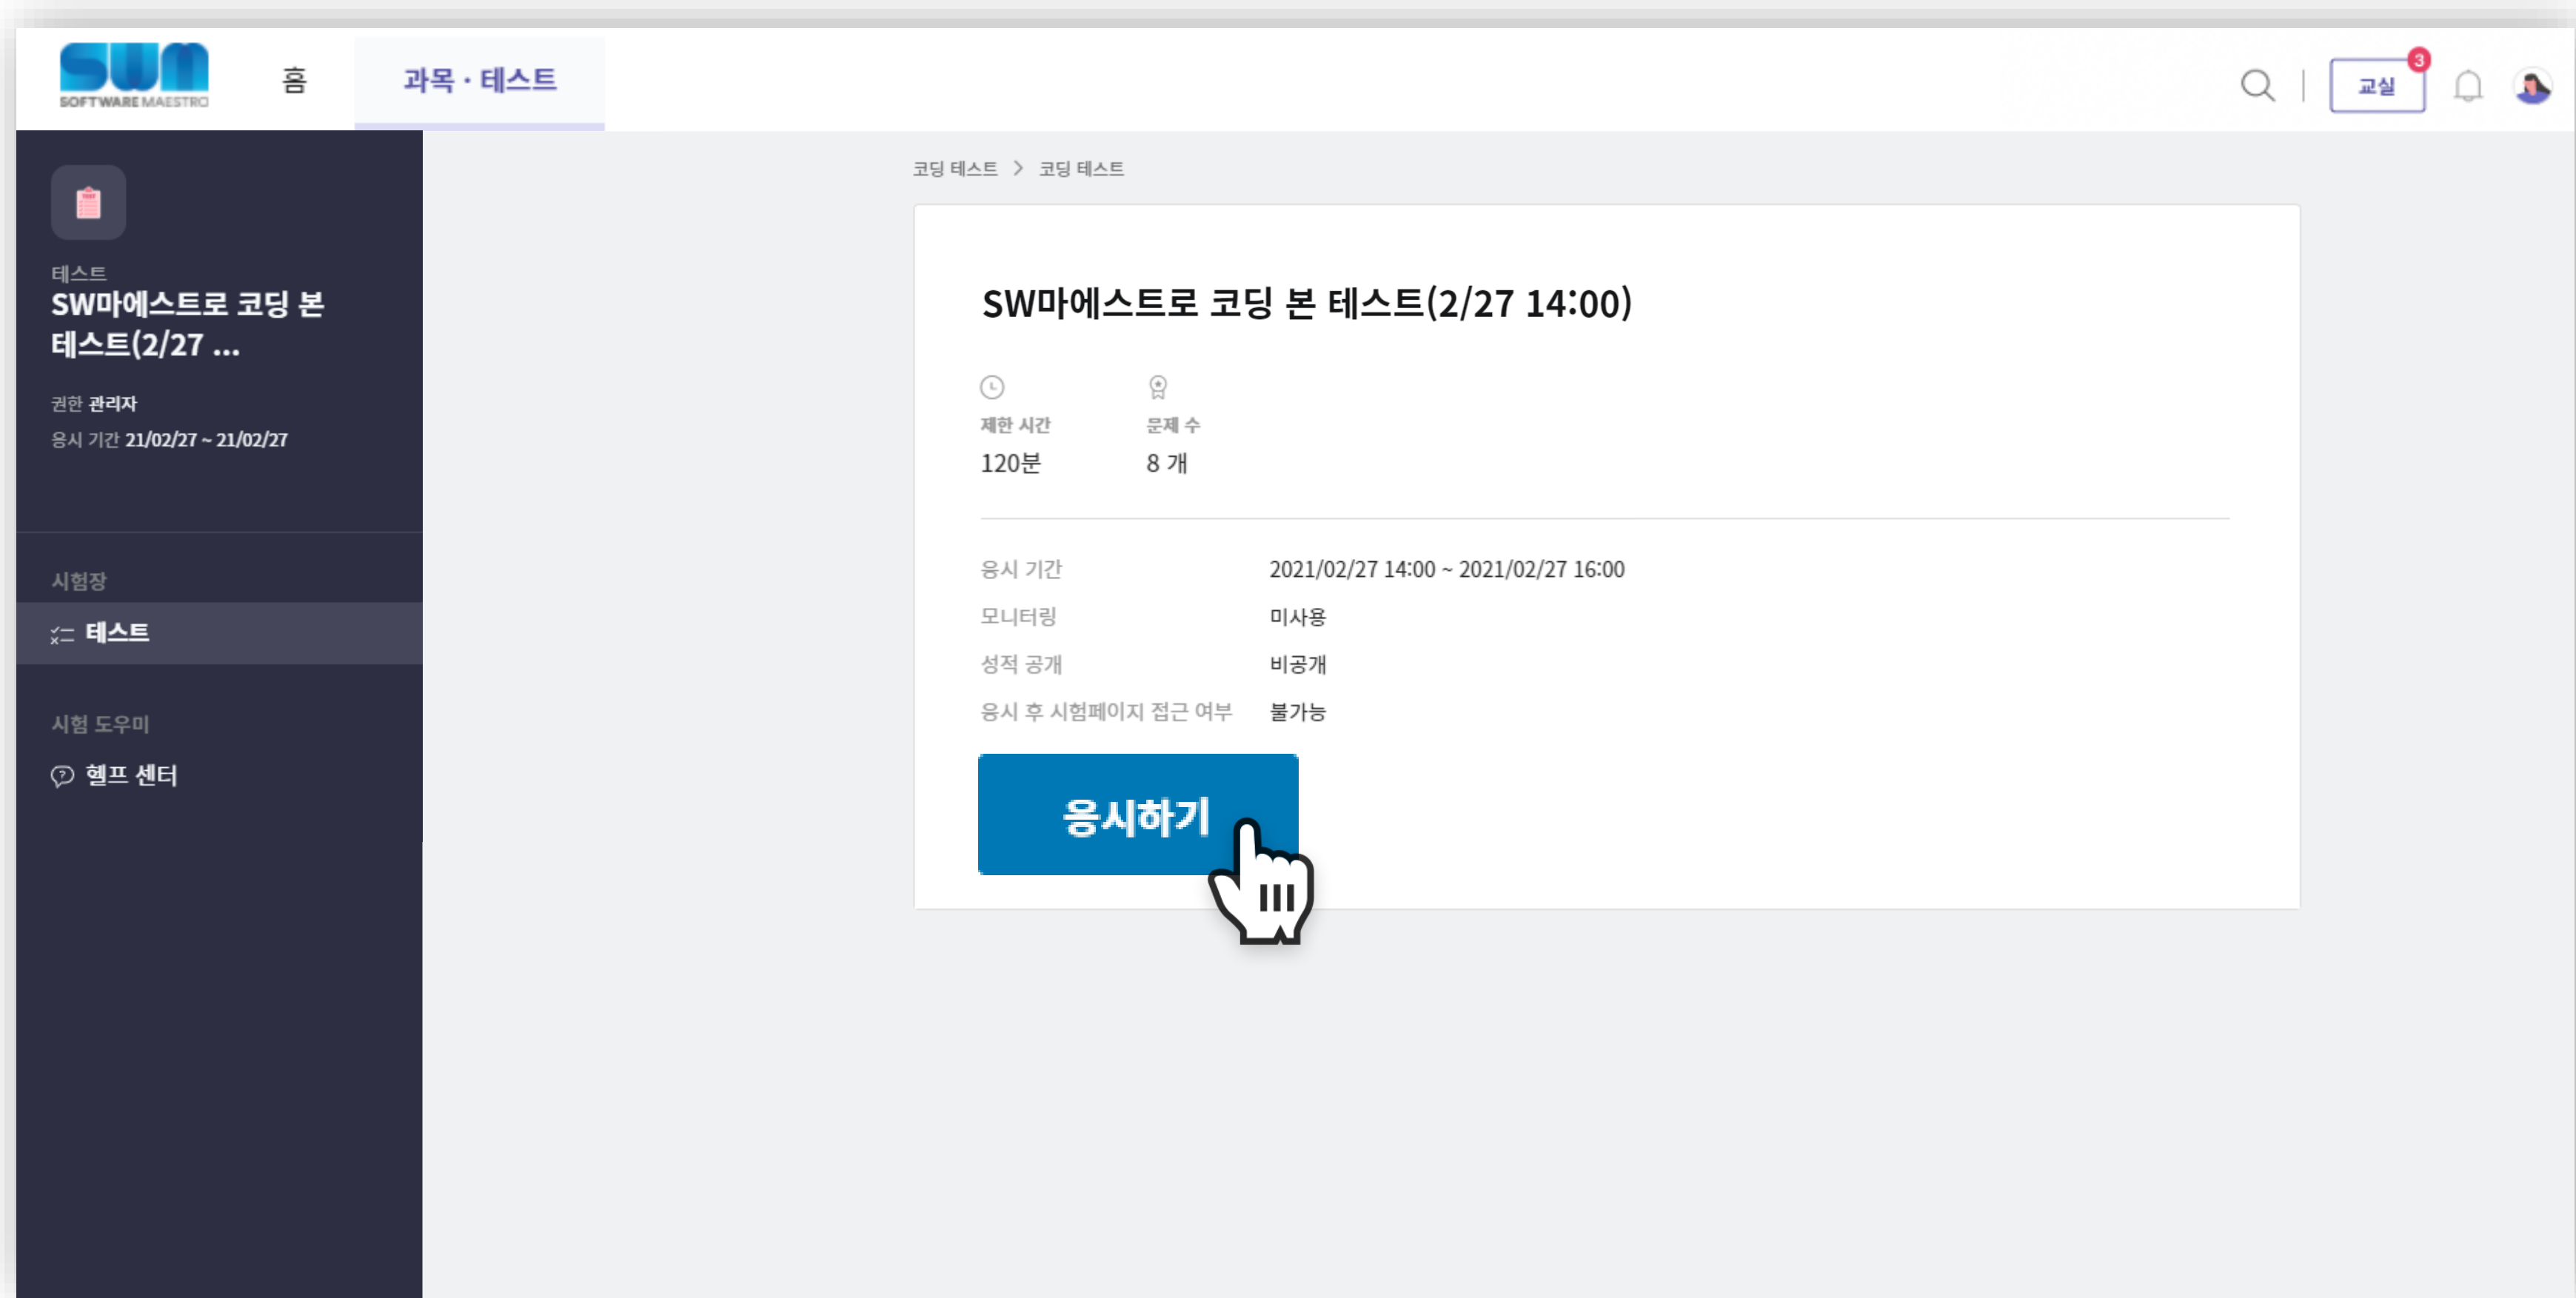 SWM
SOFTWARE MAESTRO
홈
과목 · 테스트
교실
3
테스트
SW마에스트로 코딩 본
테스트(2/27 ...
권한 관리자
응시 기간 21/02/27 ~ 21/02/27
시험장
테스트
시험 도우미
헬프 센터
코딩 테스트 > 코딩 테스트
SW마에스트로 코딩 본 테스트(2/27 14:00)
제한 시간 문제 수
120분 8 개
응시 기간 2021/02/27 14:00 ~ 2021/02/27 16:00
모니터링 미사용
성적 공개 비공개
응시 후 시험페이지 접근 여부 불가능
응시하기